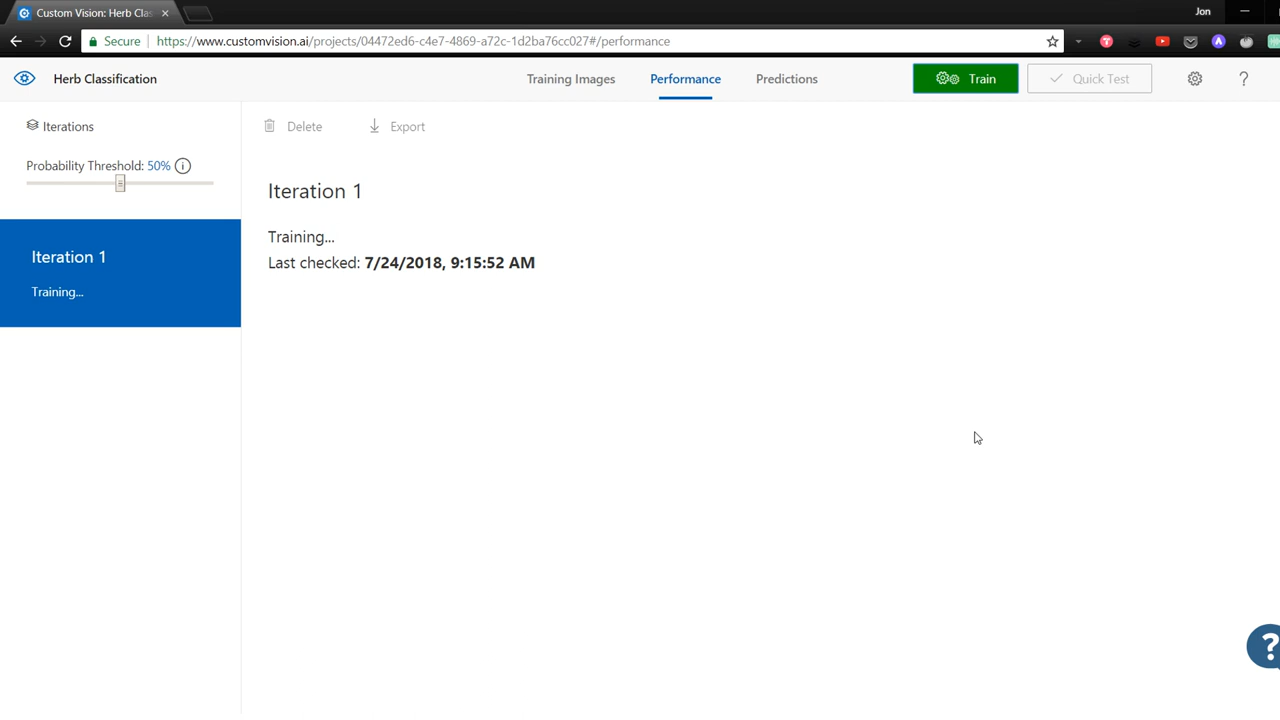 Custom Vision: Herb Clas
Jon
Secure
https://www.customvision.ai/projects/04472ed6-c4e7-4869-a72c-1d2ba76cc027#/performance
Herb Classification
Training Images
Performance
Predictions
Train
Quick Test
?
Iterations
Delete
Export
Probability Threshold: 50%
Iteration 1
Training...
Iteration 1
Training...
Last checked: 7/24/2018, 9:15:52 AM
?